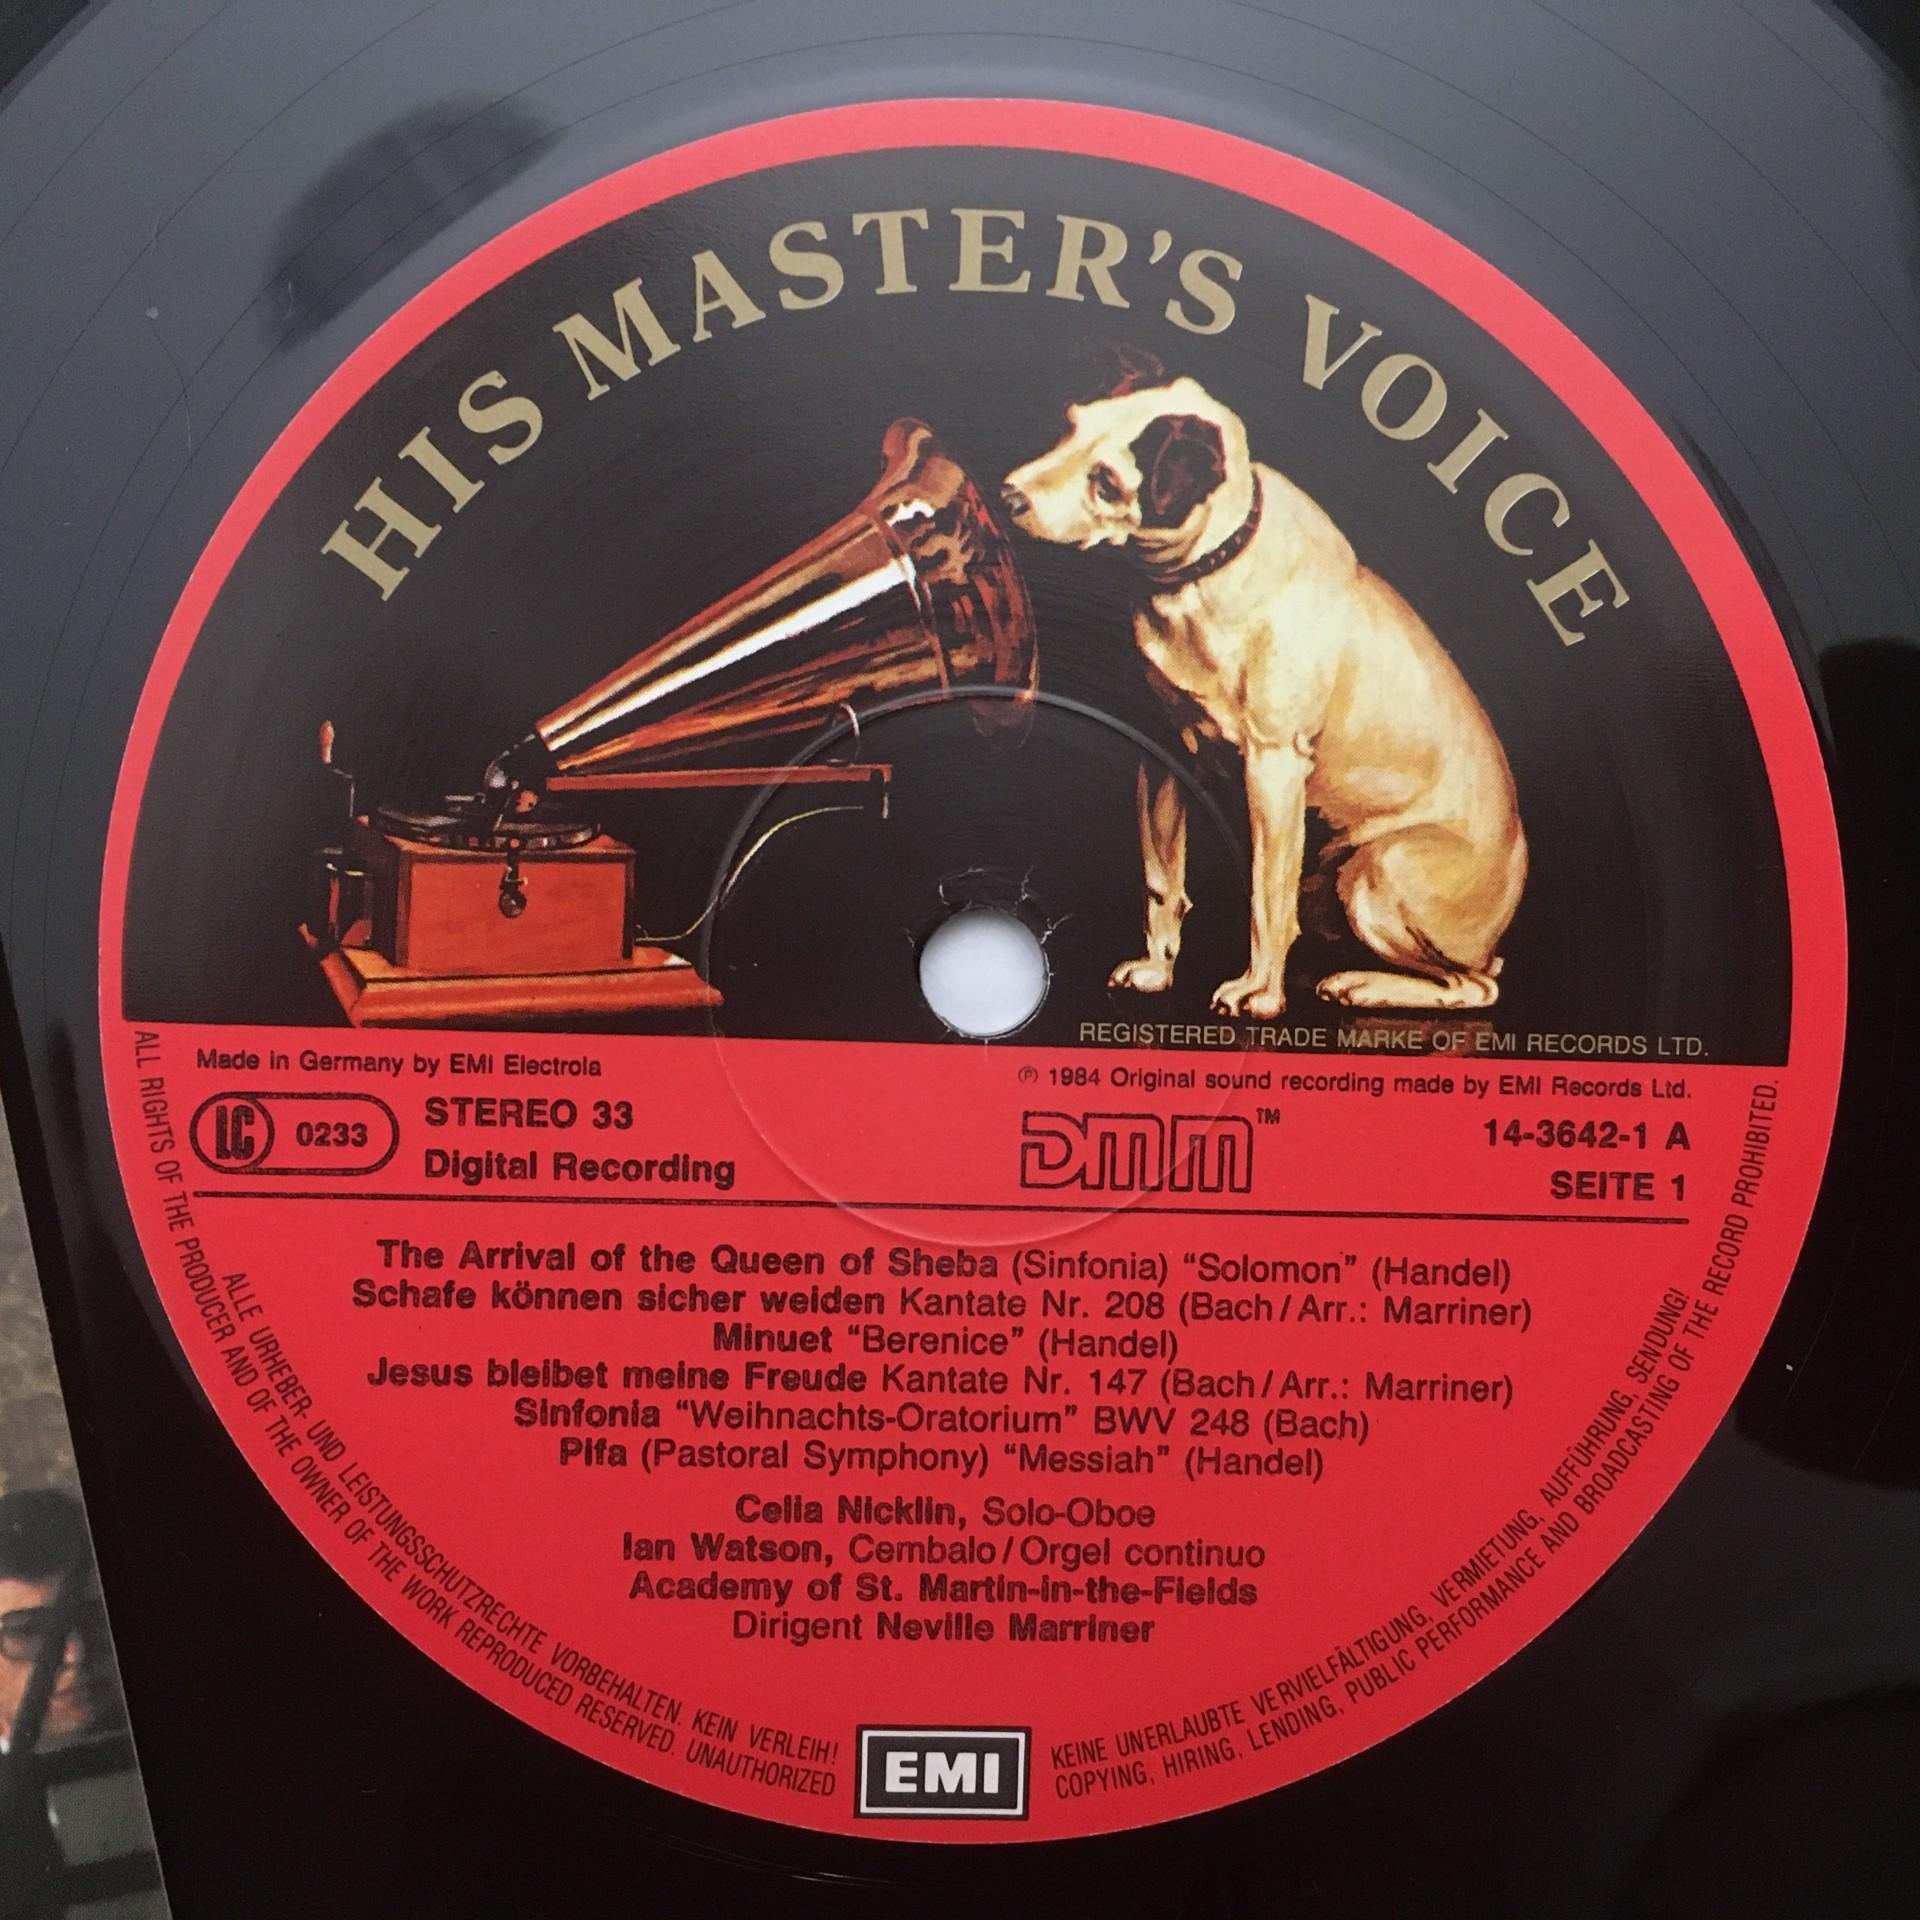 HIS MASTER'S VOICE
REGISTERED TRADE MARKE OF EMI RECORDS LTD.
Made in Germany by EMI Electrola
℗ 1984 Original sound recording made by EMI Records Ltd.
LC 0233
STEREO 33
Digital Recording
DMM™
14-3642-1 A
SEITE 1
The Arrival of the Queen of Sheba (Sinfonia) “Solomon” (Handel)
Schafe können sicher weiden Kantate Nr. 208 (Bach/Arr.: Marriner)
Minuet “Berenice” (Handel)
Jesus bleibet meine Freude Kantate Nr. 147 (Bach/Arr.: Marriner)
Sinfonia “Weihnachts-Oratorium” BWV 248 (Bach)
Pifa (Pastoral Symphony) “Messiah” (Handel)
Celia Nicklin, Solo-Oboe
Ian Watson, Cembalo/Orgel continuo
Academy of St. Martin-in-the-Fields
Dirigent Neville Marriner
ALLE URHEBER- UND LEISTUNGSSCHUTZRECHTE VORBEHALTEN. KEIN VERLEIH!
KEINE UNERLAUBTE VERVIELFÄLTIGUNG, VERMIETUNG, AUFFÜHRUNG, SENDUNG!
ALL RIGHTS OF THE PRODUCER AND OF THE OWNER OF THE WORK REPRODUCED RESERVED. UNAUTHORIZED
COPYING, HIRING, LENDING, PUBLIC PERFORMANCE AND BROADCASTING OF THE RECORD PROHIBITED.
EMI